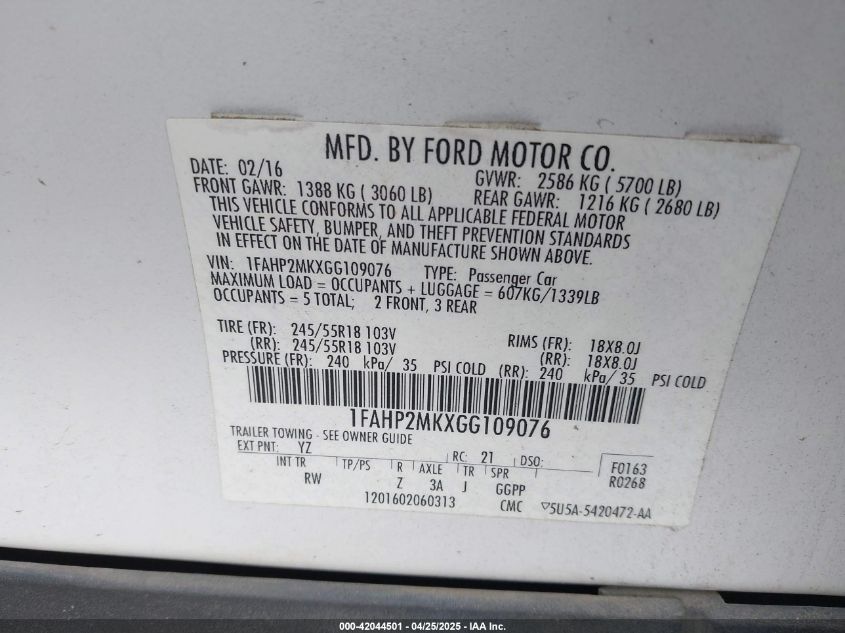 MFD. BY FORD MOTOR CO.
DATE: 02/16 GVWR: 2586 KG ( 5700 LB)
FRONT GAWR: 1388 KG ( 3060 LB) REAR GAWR: 1216 KG ( 2680 LB)
THIS VEHICLE CONFORMS TO ALL APPLICABLE FEDERAL MOTOR
VEHICLE SAFETY, BUMPER, AND THEFT PREVENTION STANDARDS
IN EFFECT ON THE DATE OF MANUFACTURE SHOWN ABOVE.
VIN: 1FAHP2MKXGG109076 TYPE: Passenger Car
MAXIMUM LOAD = OCCUPANTS + LUGGAGE = 607KG/1339LB
OCCUPANTS = 5 TOTAL; 2 FRONT, 3 REAR
TIRE (FR): 245/55R18 103V RIMS (FR): 18X8.0J
(RR): 245/55R18 103V (RR): 18X8.0J
PRESSURE (FR): 240 kPa/ 35 PSI COLD (RR): 240 kPa/ 35 PSI COLD
1FAHP2MKXGG109076
TRAILER TOWING - SEE OWNER GUIDE
EXT PNT: YZ RC: 21 DSO: F0163
INT TR TP/PS R AXLE TR SPR R0268
RW Z 3A J GGPP
1201602060313 CMC ▽5U5A-5420472-AA
000-42044501 - 04/25/2025 - IAA Inc.